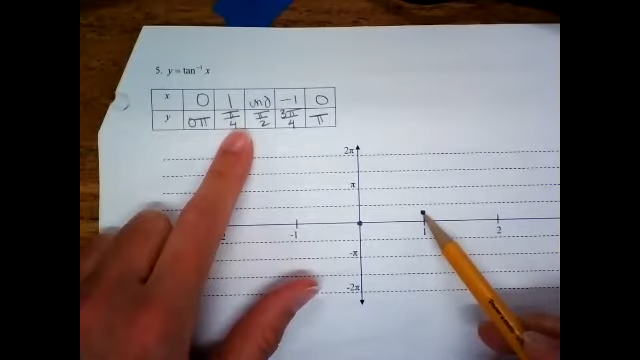 5. y = tan⁻¹ x
x 0 1 und -1 0
y 0π π/4 π/2 3π/4 π
2π
π
-1 1 2
-π
-2π